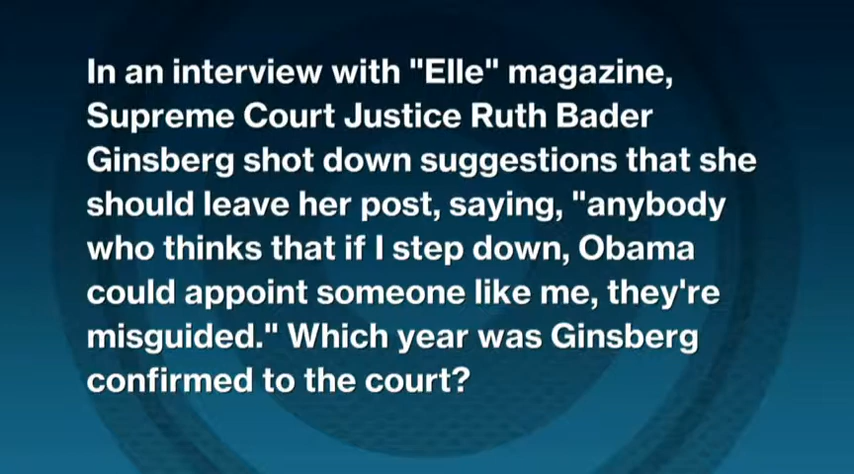 In an interview with "Elle" magazine,
Supreme Court Justice Ruth Bader
Ginsberg shot down suggestions that she
should leave her post, saying, "anybody
who thinks that if I step down, Obama
could appoint someone like me, they're
misguided." Which year was Ginsberg
confirmed to the court?